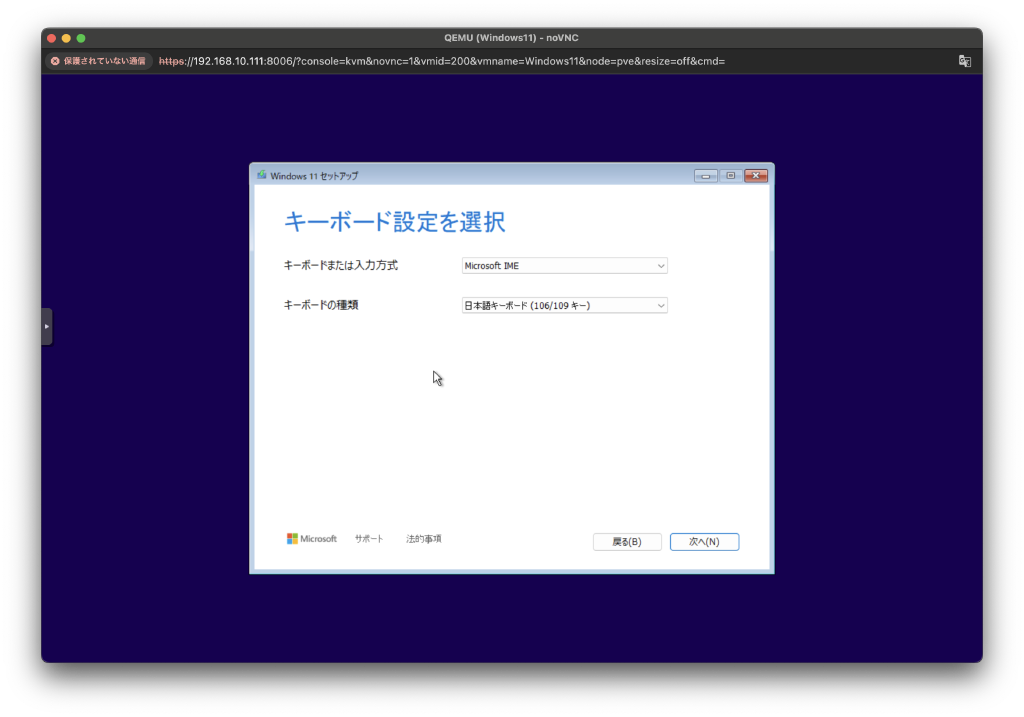 QEMU (Windows11) - noVNC
保護されていない通信 https://192.168.10.111:8006/?console=kvm&novnc=1&vmid=200&vmname=Windows11&node=pve&resize=off&cmd=
Windows 11 セットアップ
キーボード設定を選択
キーボードまたは入力方式 Microsoft IME
キーボードの種類 日本語キーボード (106/109 キー)
Microsoft サポート 法的事項 戻る(B) 次へ(N)